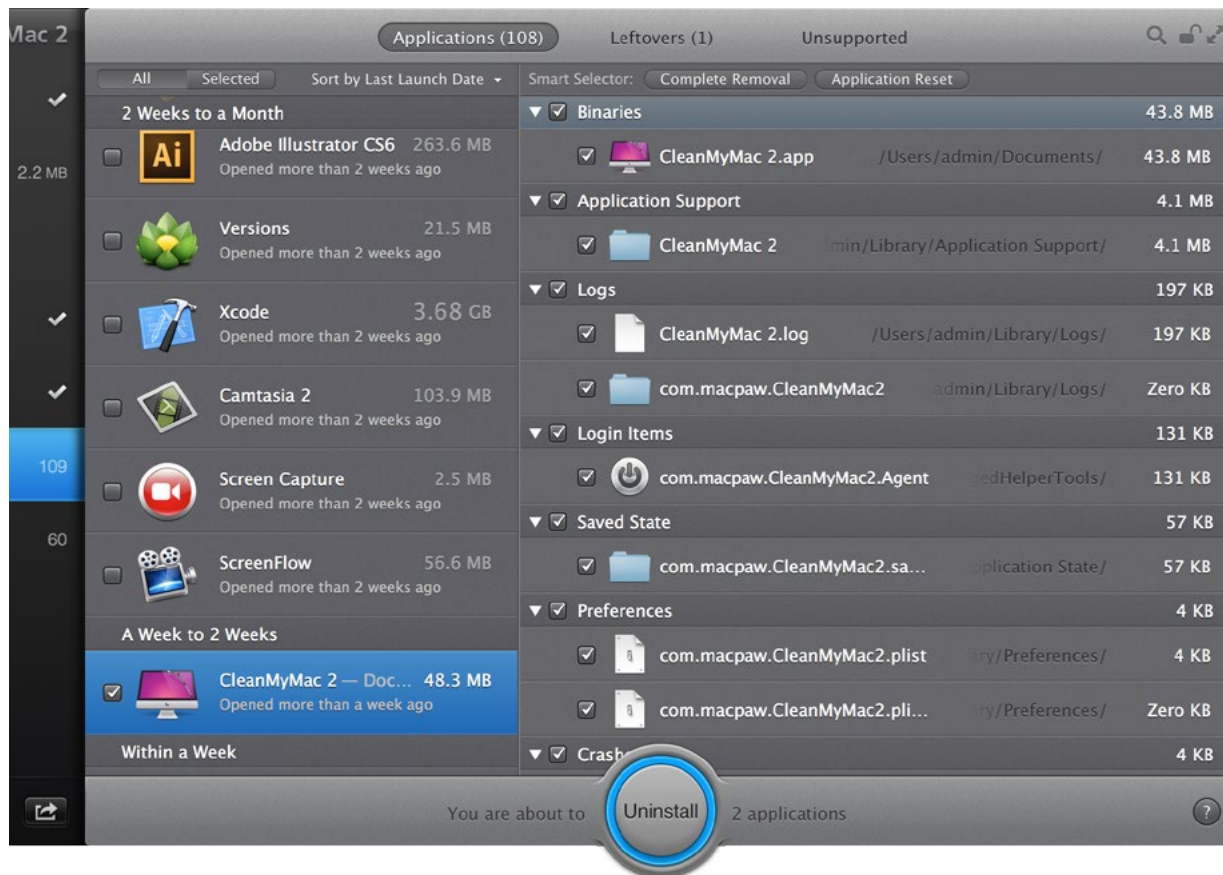 Mac 2
Applications (108)
Leftovers (1)
Unsupported
All
Selected
Sort by Last Launch Date
Smart Selector:
Complete Removal
Application Reset
2.2 MB
109
60
2 Weeks to a Month
Ai
Adobe Illustrator CS6 263.6 MB
Opened more than 2 weeks ago
Versions 21.5 MB
Opened more than 2 weeks ago
Xcode 3.68 GB
Opened more than 2 weeks ago
Camtasia 2 103.9 MB
Opened more than 2 weeks ago
Screen Capture 2.5 MB
Opened more than 2 weeks ago
ScreenFlow 56.6 MB
Opened more than 2 weeks ago
A Week to 2 Weeks
CleanMyMac 2 — Doc... 48.3 MB
Opened more than a week ago
Within a Week
Binaries 43.8 MB
CleanMyMac 2.app /Users/admin/Documents/ 43.8 MB
Application Support 4.1 MB
CleanMyMac 2 min/Library/Application Support/ 4.1 MB
Logs 197 KB
CleanMyMac 2.log /Users/admin/Library/Logs/ 197 KB
com.macpaw.CleanMyMac2 admin/Library/Logs/ Zero KB
Login Items 131 KB
com.macpaw.CleanMyMac2.Agent edHelperTools/ 131 KB
Saved State 57 KB
com.macpaw.CleanMyMac2.sa... plication State/ 57 KB
Preferences 4 KB
com.macpaw.CleanMyMac2.plist ary/Preferences/ 4 KB
com.macpaw.CleanMyMac2.pli... ary/Preferences/ Zero KB
Crash 4 KB
You are about to Uninstall 2 applications
?